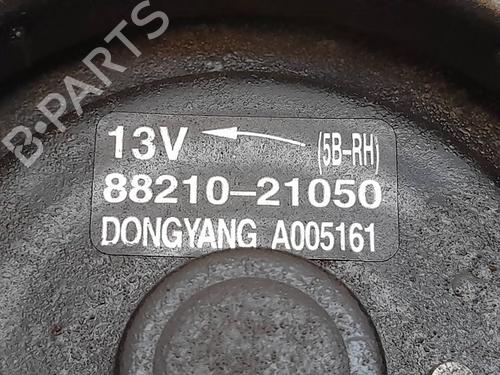 B-PARTS
13V (5B-RH)
88210-21050
DONGYANG A005161